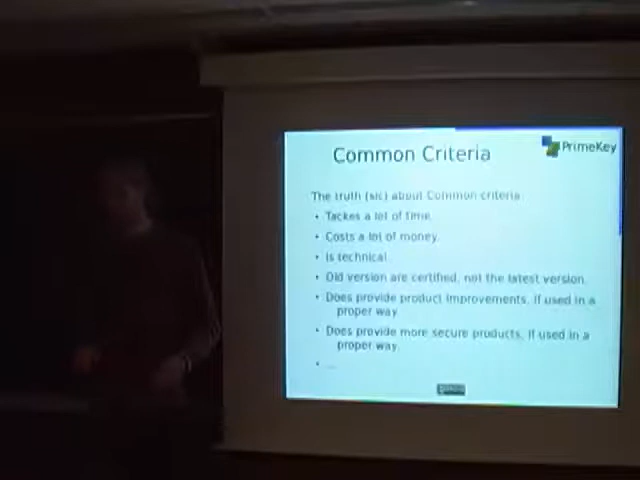 Common Criteria
PrimeKey
The truth (sic) about Common criteria:
• Tackes a lot of time.
• Costs a lot of money.
• Is technical
• Old version are certified, not the latest version.
• Does provide product improvements, if used in a
proper way
• Does provide more secure products, if used in a
proper way.
• ...